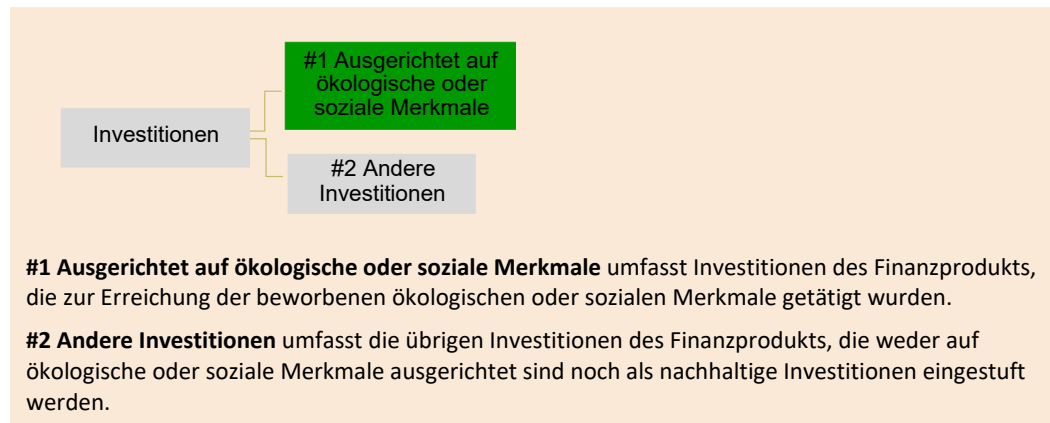 #1 Ausgerichtet auf
ökologische oder
soziale Merkmale
Investitionen
#2 Andere
Investitionen
#1 Ausgerichtet auf ökologische oder soziale Merkmale umfasst Investitionen des Finanzprodukts,
die zur Erreichung der beworbenen ökologischen oder sozialen Merkmale getätigt wurden.
#2 Andere Investitionen umfasst die übrigen Investitionen des Finanzprodukts, die weder auf
ökologische oder soziale Merkmale ausgerichtet sind noch als nachhaltige Investitionen eingestuft
werden.